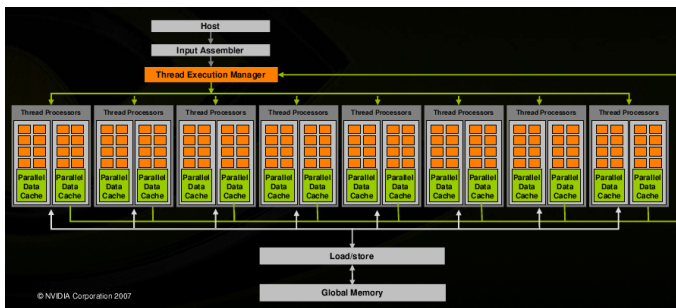 Host
Input Assembler
Thread Execution Manager
Thread Processors Thread Processors Thread Processors Thread Processors Thread Processors Thread Processors Thread Processors Thread Processors
Parallel Parallel Parallel Parallel Parallel Parallel Parallel Parallel Parallel Parallel Parallel Parallel Parallel Parallel Parallel Parallel
Data Data Data Data Data Data Data Data Data Data Data Data Data Data Data Data
Cache Cache Cache Cache Cache Cache Cache Cache Cache Cache Cache Cache Cache Cache Cache Cache
Load/store
Global Memory
© NVIDIA Corporation 2007